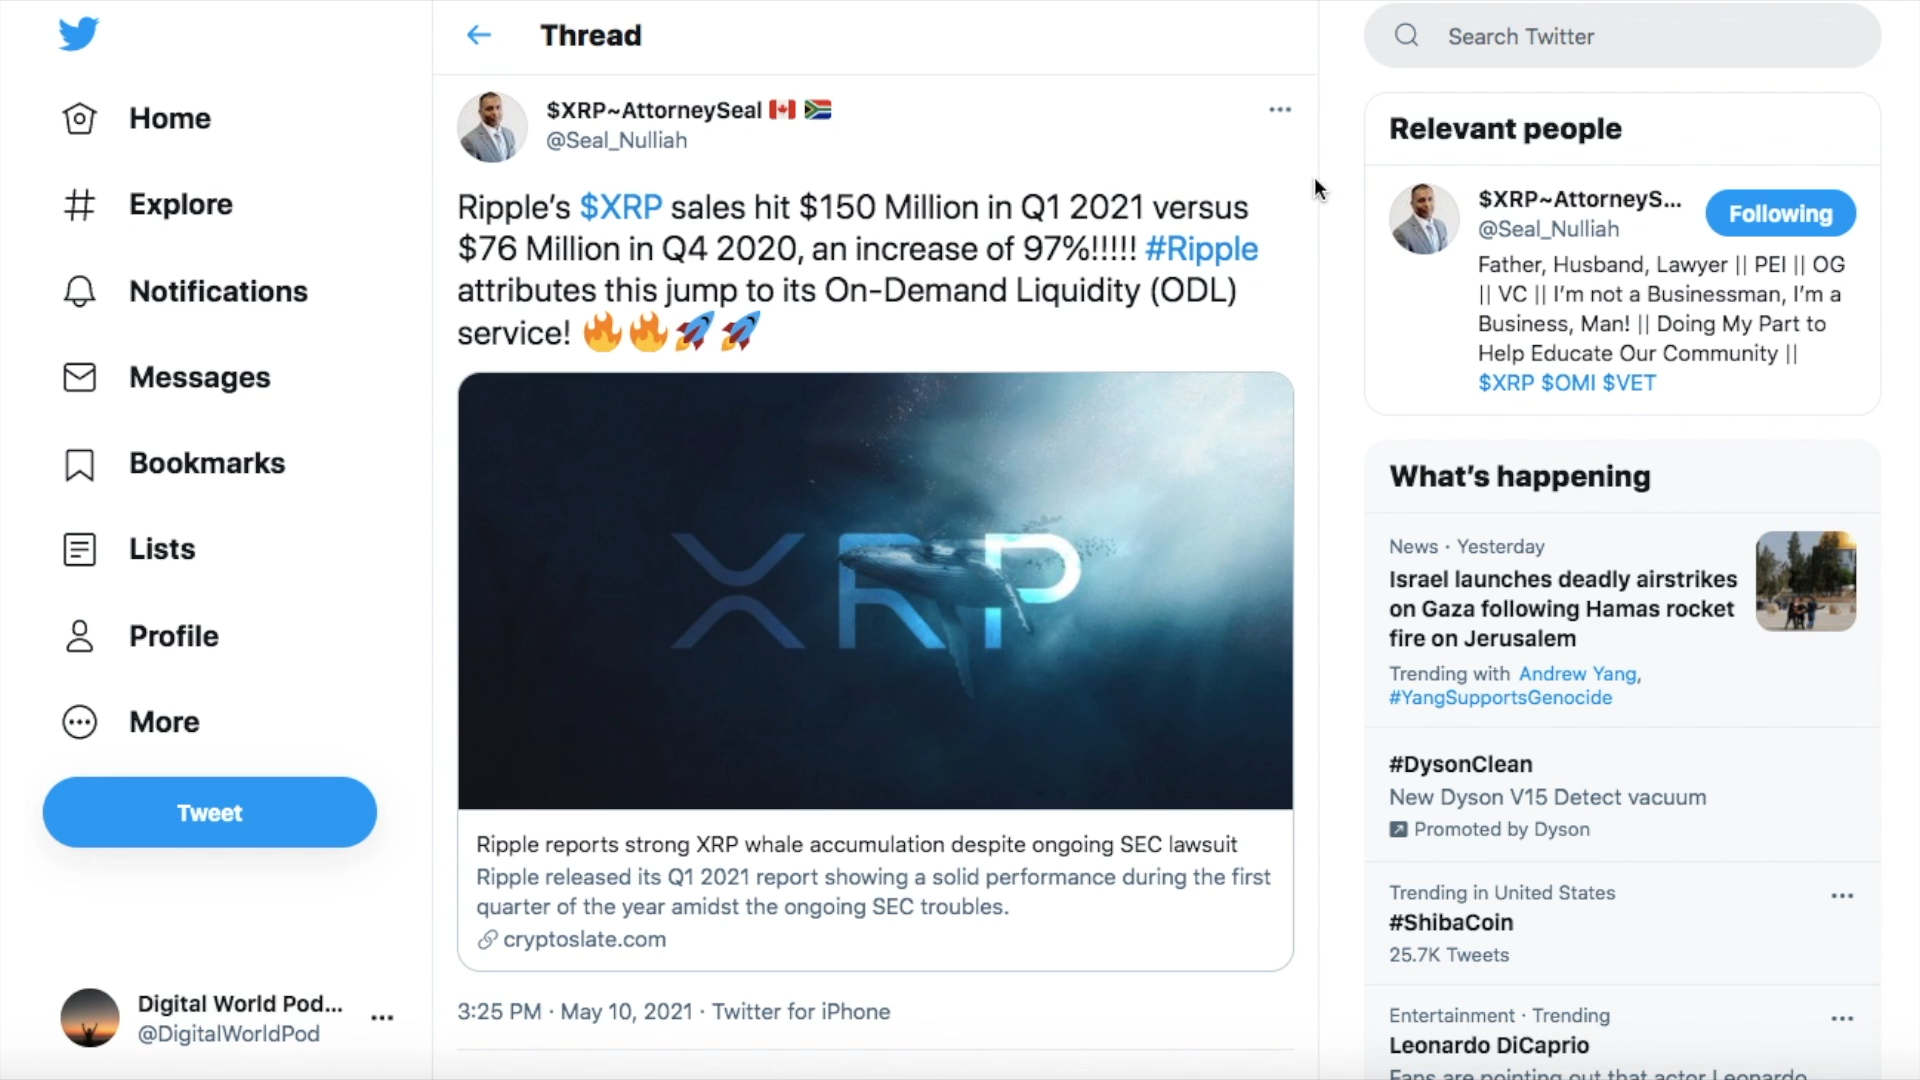 Home
Explore
Notifications
Messages
Bookmarks
Lists
Profile
More
Tweet
Digital World Pod...
@DigitalWorldPod
Thread
$XRP~AttorneySeal 🇨🇦 🇿🇦
@Seal_Nulliah
Ripple’s $XRP sales hit $150 Million in Q1 2021 versus
$76 Million in Q4 2020, an increase of 97%!!!!! #Ripple
attributes this jump to its On-Demand Liquidity (ODL)
service! 🔥🔥🚀🚀
XRP
Ripple reports strong XRP whale accumulation despite ongoing SEC lawsuit
Ripple released its Q1 2021 report showing a solid performance during the first
quarter of the year amidst the ongoing SEC troubles.
cryptoslate.com
3:25 PM · May 10, 2021 · Twitter for iPhone
Search Twitter
Relevant people
$XRP~AttorneyS...
@Seal_Nulliah
Following
Father, Husband, Lawyer || PEI || OG
|| VC || I’m not a Businessman, I’m a
Business, Man! || Doing My Part to
Help Educate Our Community ||
$XRP $OMI $VET
What’s happening
News · Yesterday
Israel launches deadly airstrikes
on Gaza following Hamas rocket
fire on Jerusalem
Trending with Andrew Yang,
#YangSupportsGenocide
#DysonClean
New Dyson V15 Detect vacuum
Promoted by Dyson
Trending in United States
#ShibaCoin
25.7K Tweets
Entertainment · Trending
Leonardo DiCaprio
Fans are pointing out that actor Leonardo